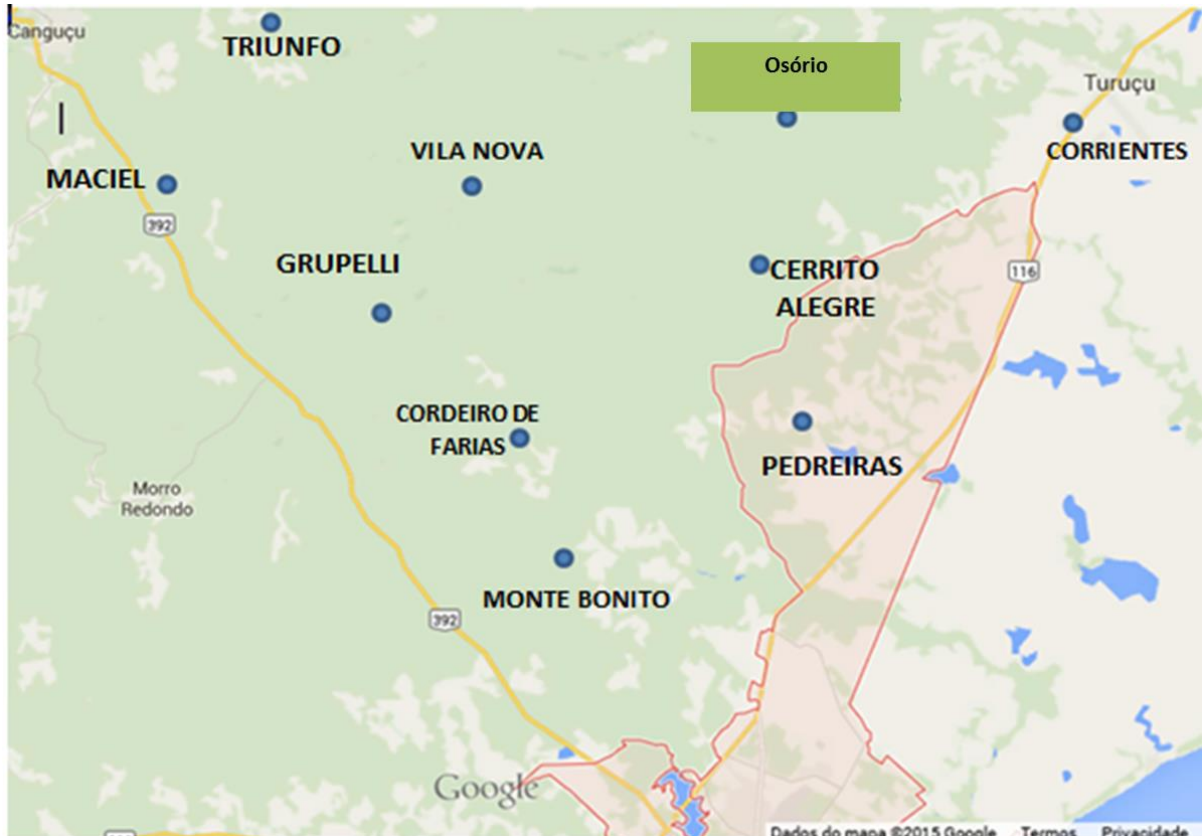 Canguçu
TRIUNFO
Osório
Turuçu
CORRIENTES
VILA NOVA
MACIEL
392
GRUPELLI
CERRITO
ALEGRE
116
CORDEIRO DE
FARIAS
PEDREIRAS
Morro
Redondo
MONTE BONITO
392
Google
Dados do mapa ©2015 Google Termos Privacidade